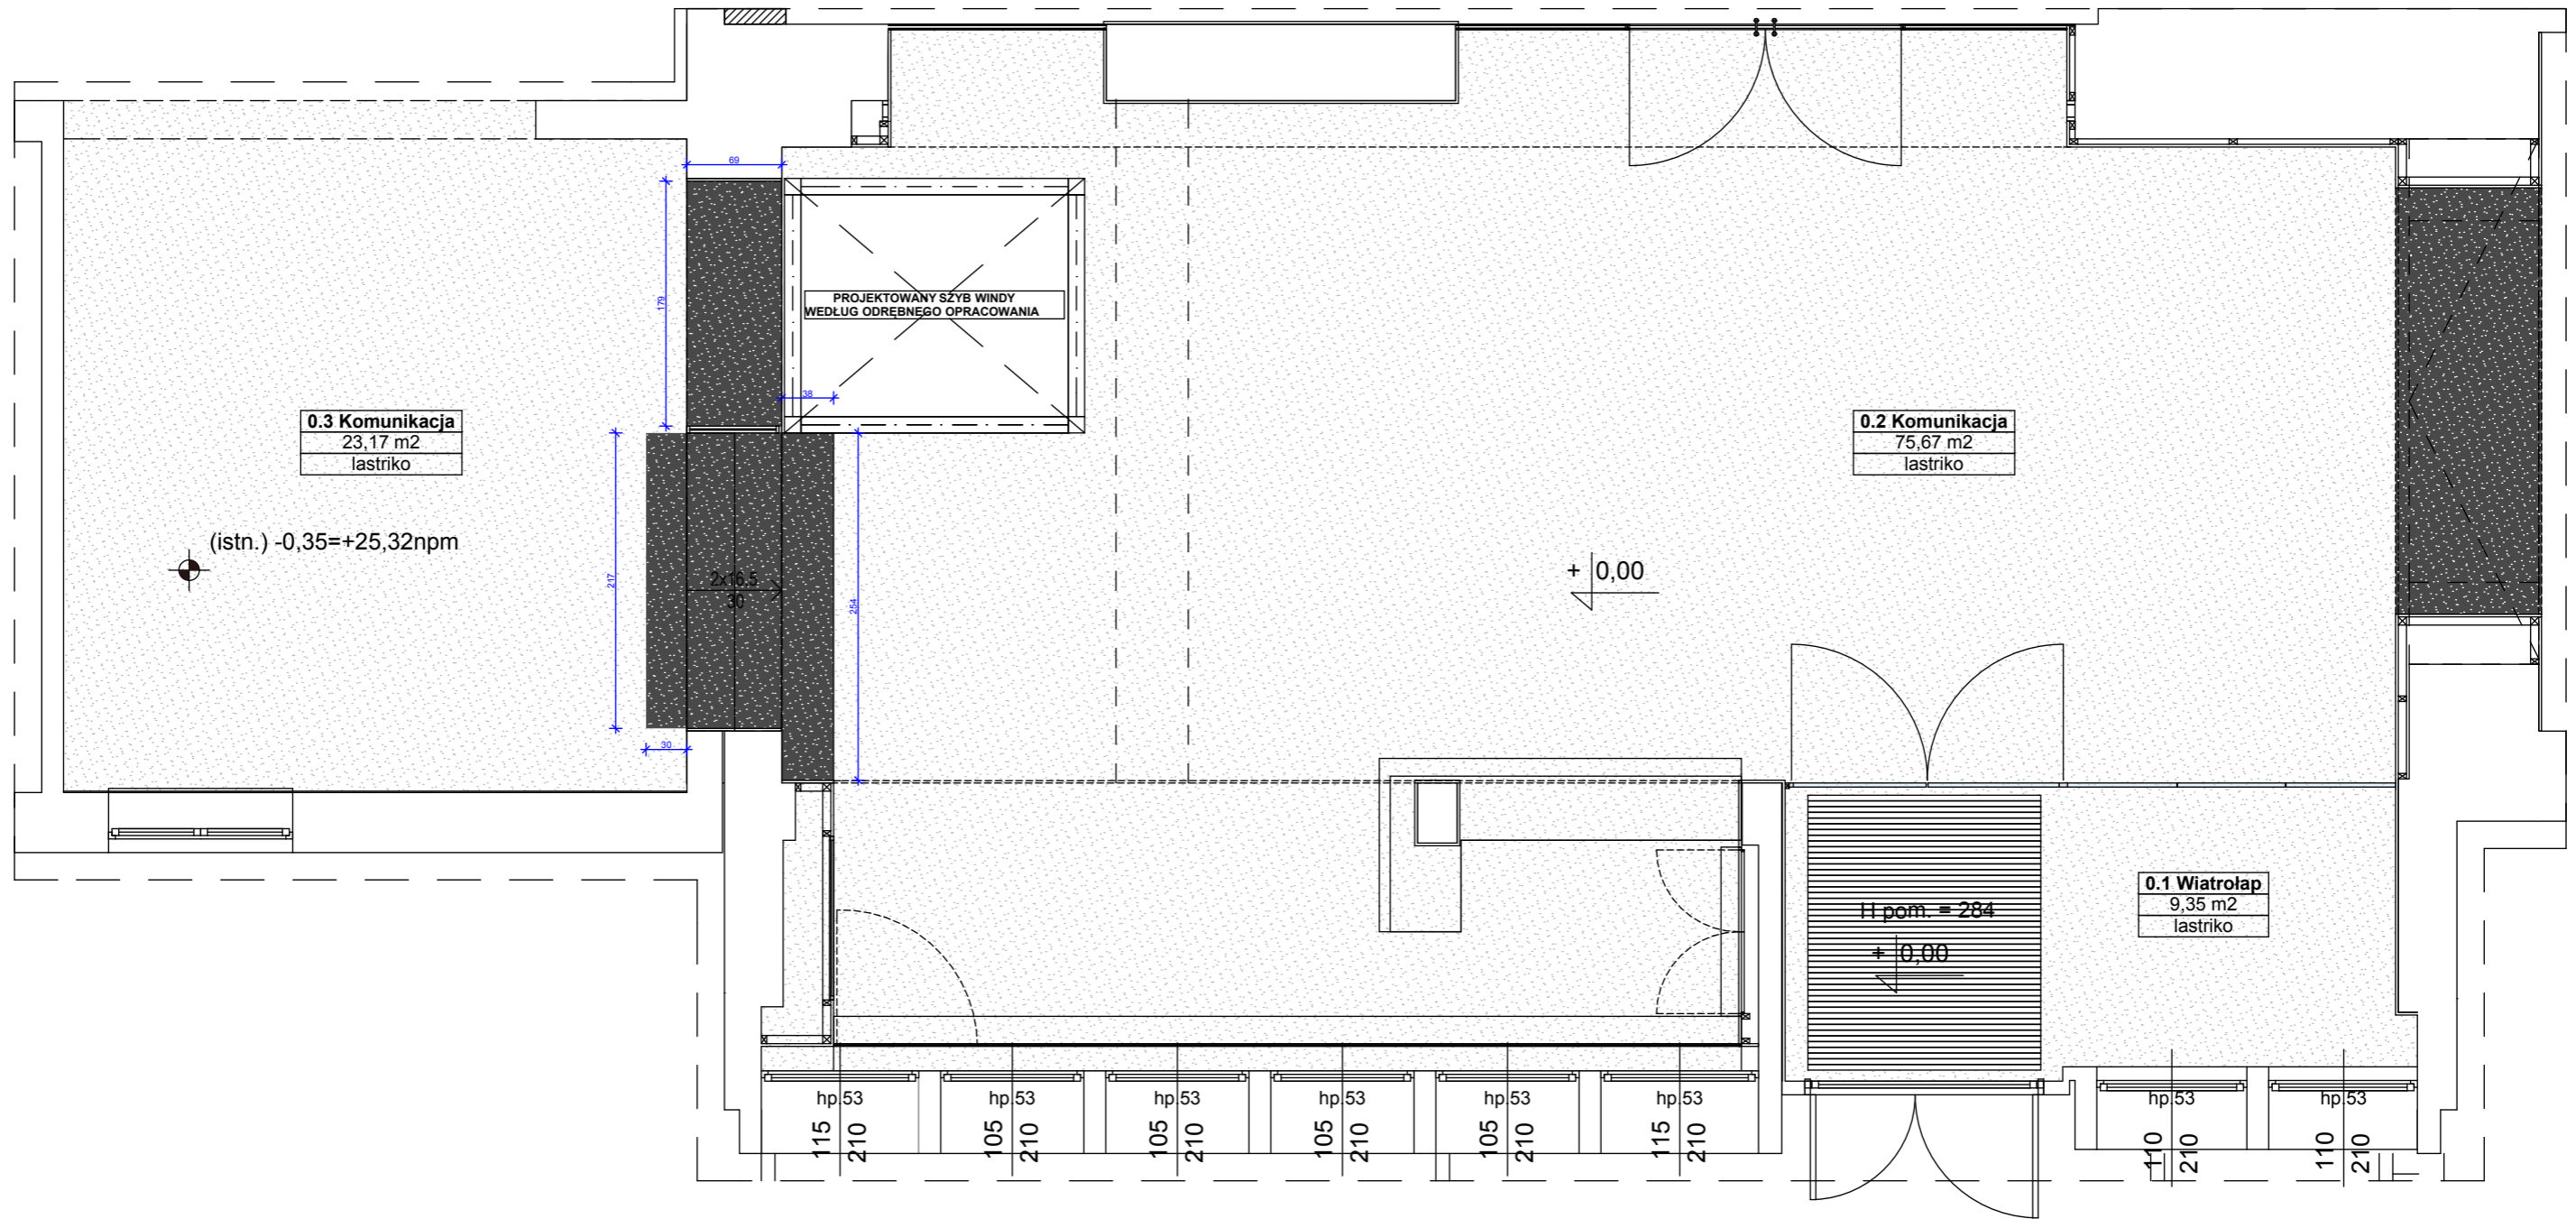 69
179
PROJEKTOWANY SZYB WINDY
WEDŁUG ODRĘBNEGO OPRACOWANIA
38
0.3 Komunikacja
23,17 m2
lastriko
0.2 Komunikacja
75,67 m2
lastriko
(istn.) -0,35=+25,32npm
217
2x16,5
30
254
+ 0,00
30
0.1 Wiatrołap
9,35 m2
lastriko
H pom. = 284
+ 0,00
hp.53
hp.53
hp.53
hp.53
hp.53
hp.53
hp.53
hp.53
115
210
105
210
105
210
105
210
105
210
115
210
110
210
110
210